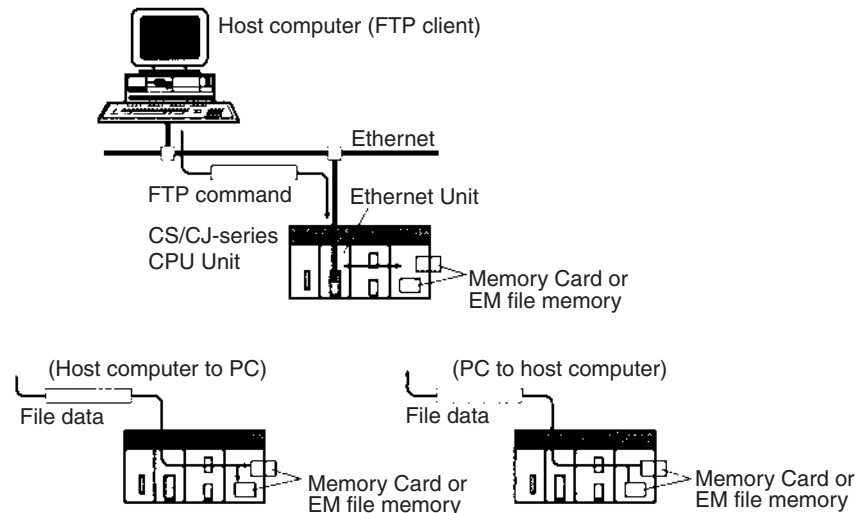 Host computer (FTP client)
Ethernet
FTP command
Ethernet Unit
CS/CJ-series
CPU Unit
Memory Card or
EM file memory
(Host computer to PC)
File data
Memory Card or
EM file memory
(PC to host computer)
File data
Memory Card or
EM file memory